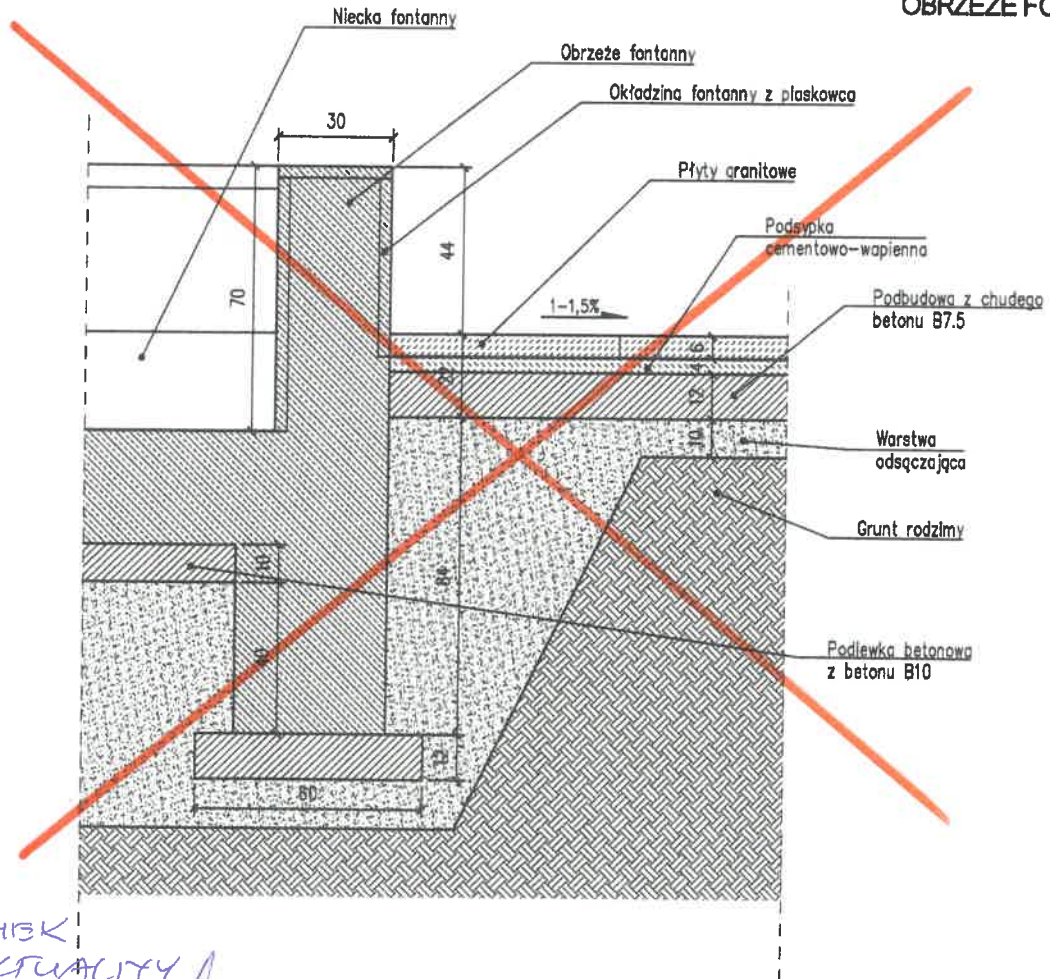 OBRZEŻE FO
Niecka fontanny
Obrzeże fontanny
Okładzina fontanny z piaskowca
30
Płyty granitowe
Podsypka
cementowo-wapienna
44
70
1-1,5%
Podbudowa z chudego
betonu B7.5
6
4
12
10
Warstwa
odsączająca
Grunt rodzimy
10
84
Podlewka betonowa
z betonu B10
12
60